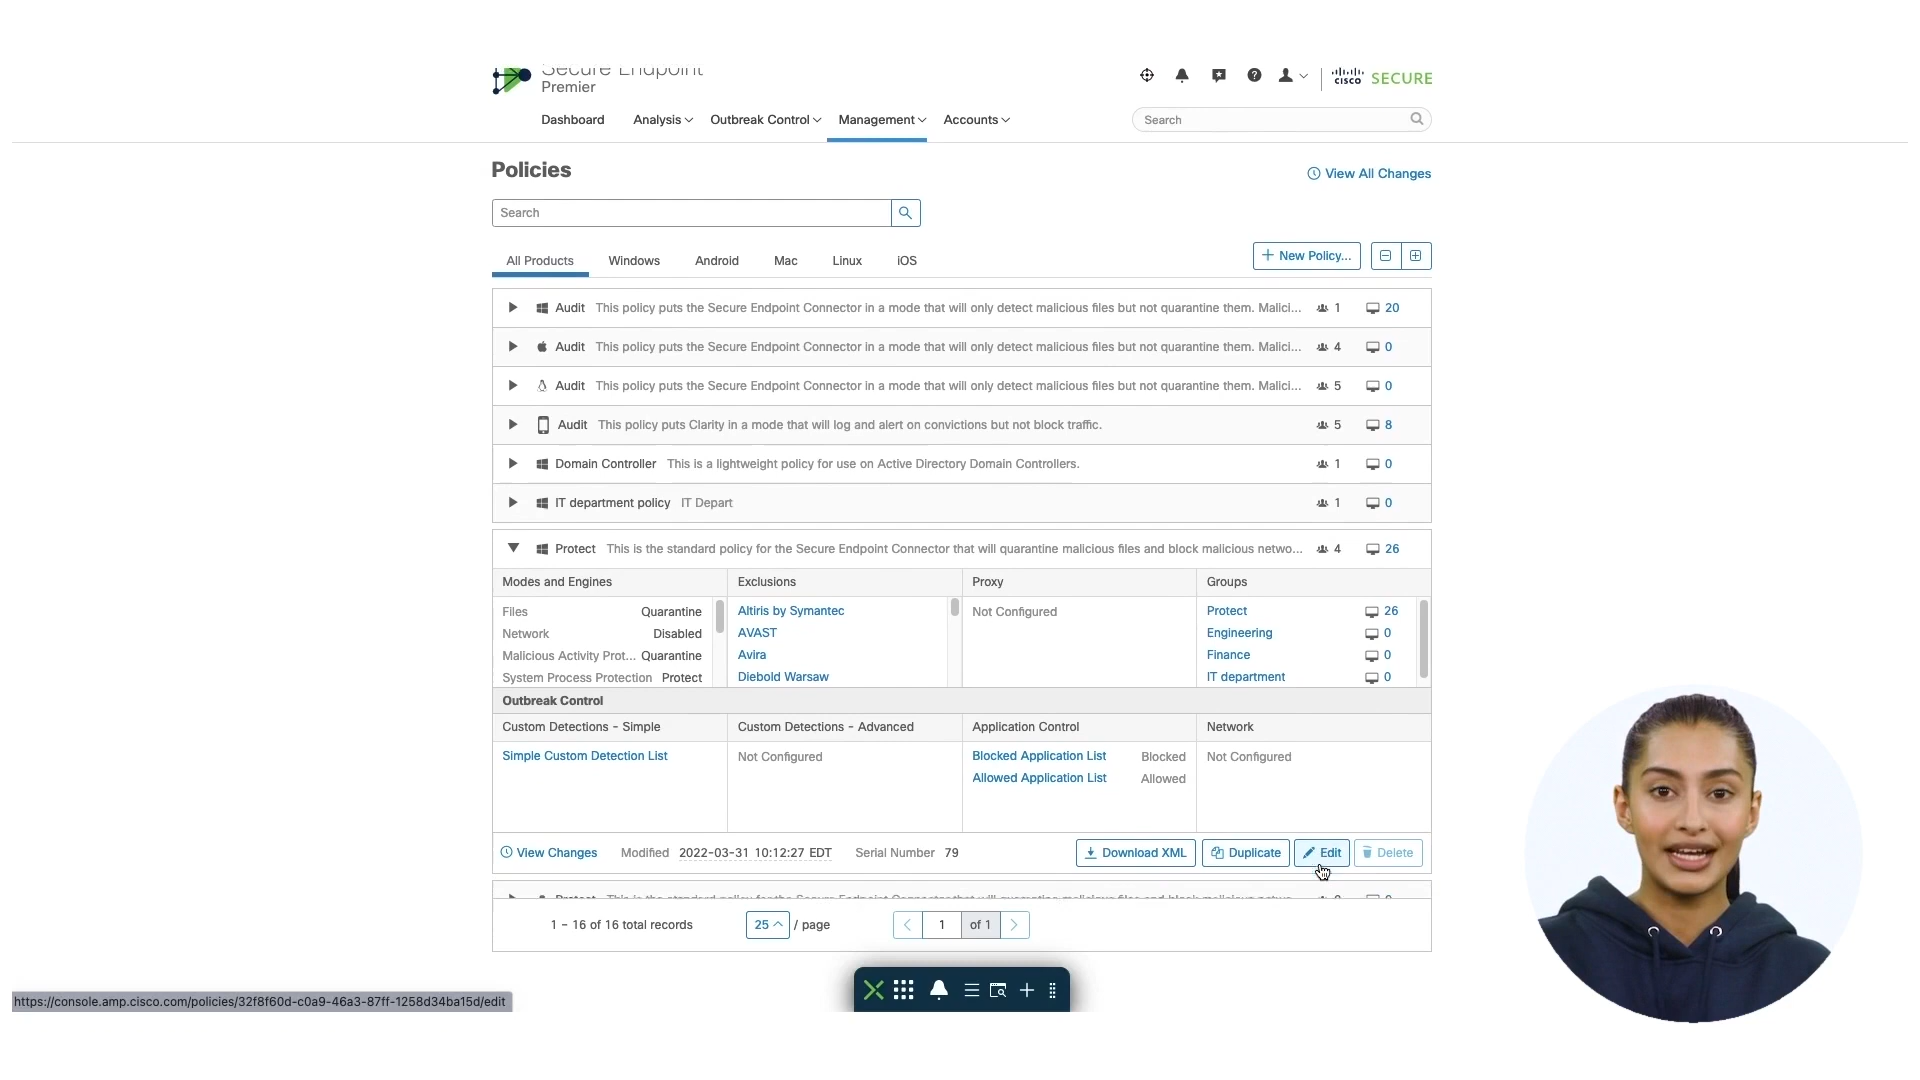 Secure Endpoint
Premier
CISCO SECURE
Dashboard Analysis Outbreak Control Management Accounts Search
Policies
View All Changes
Search
All Products Windows Android Mac Linux iOS + New Policy...
Audit This policy puts the Secure Endpoint Connector in a mode that will only detect malicious files but not quarantine them. Malici... 1 20
Audit This policy puts the Secure Endpoint Connector in a mode that will only detect malicious files but not quarantine them. Malici... 4 0
Audit This policy puts the Secure Endpoint Connector in a mode that will only detect malicious files but not quarantine them. Malici... 5 0
Audit This policy puts Clarity in a mode that will log and alert on convictions but not block traffic. 5 8
Domain Controller This is a lightweight policy for use on Active Directory Domain Controllers. 1 0
IT department policy IT Depart 1 0
Protect This is the standard policy for the Secure Endpoint Connector that will quarantine malicious files and block malicious netwo... 4 26
Modes and Engines Exclusions Proxy Groups
Files Quarantine Altiris by Symantec Not Configured Protect 26
Network Disabled AVAST Engineering 0
Malicious Activity Prot... Quarantine Avira Finance 0
System Process Protection Protect Diebold Warsaw IT department 0
Outbreak Control
Custom Detections - Simple Custom Detections - Advanced Application Control Network
Simple Custom Detection List Not Configured Blocked Application List Blocked Not Configured
Allowed Application List Allowed
View Changes Modified 2022-03-31 10:12:27 EDT Serial Number 79 Download XML Duplicate Edit Delete
1 - 16 of 16 total records 25 / page 1 of 1
https://console.amp.cisco.com/policies/32f8f60d-c0a9-46a3-87ff-1258d34ba15d/edit